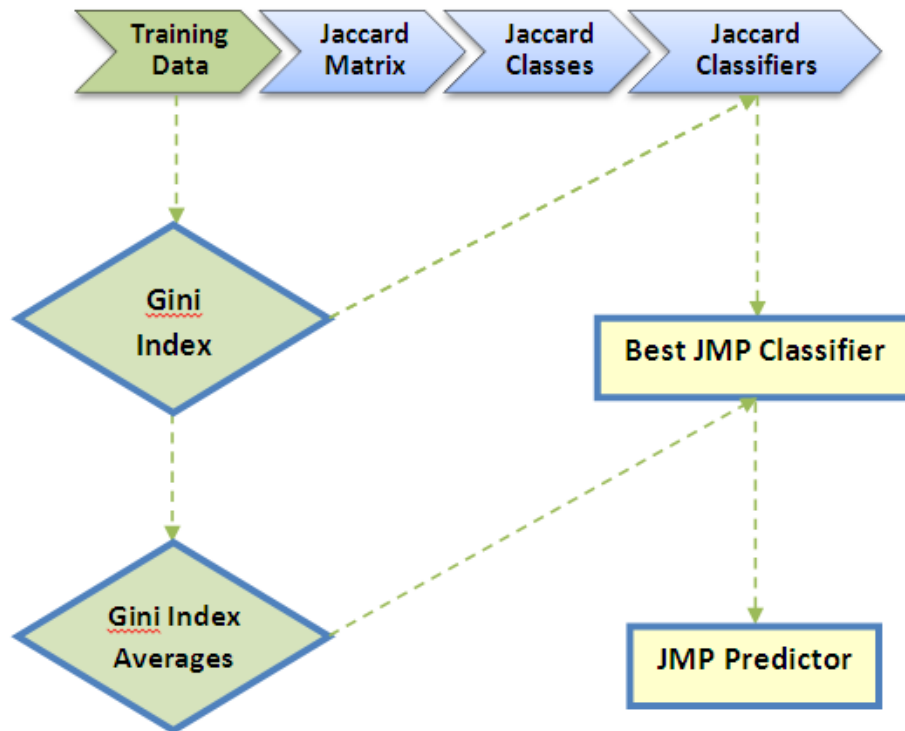 Training
Data
Jaccard
Matrix
Jaccard
Classes
Jaccard
Classifiers
Gini
Index
Best JMP Classifier
Gini Index
Averages
JMP Predictor